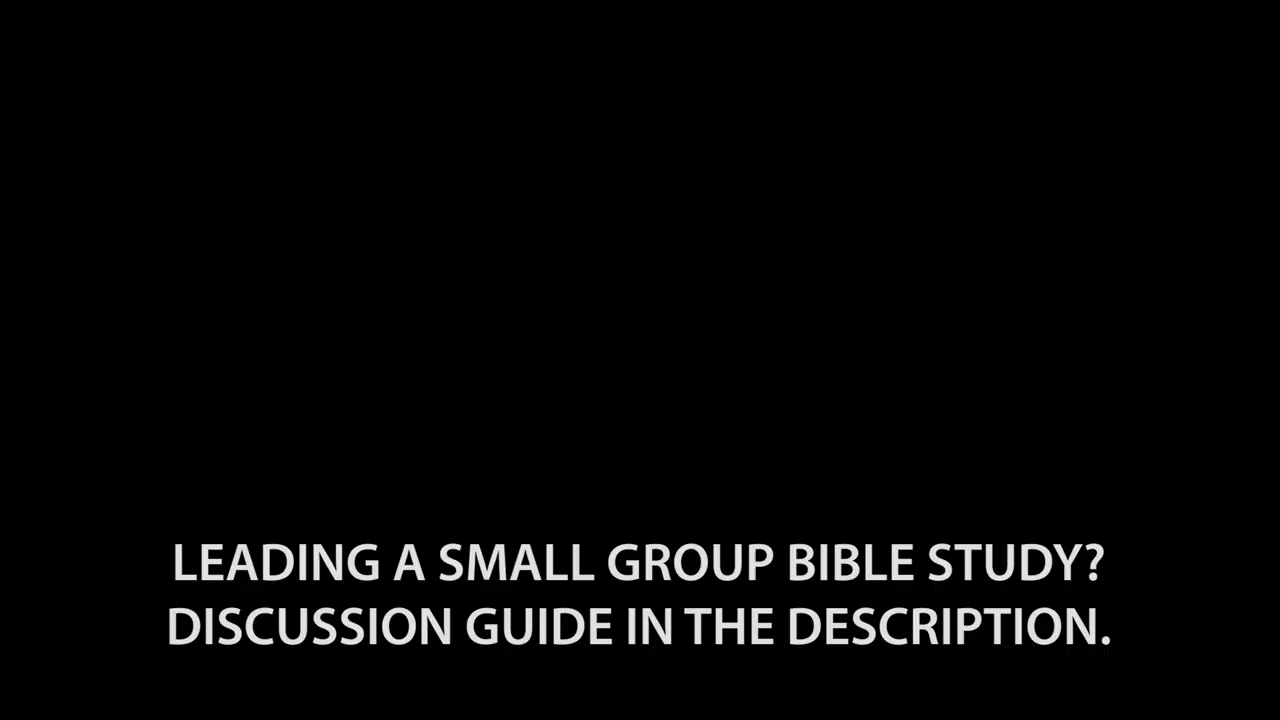 LEADING A SMALL GROUP BIBLE STUDY?
DISCUSSION GUIDE IN THE DESCRIPTION.